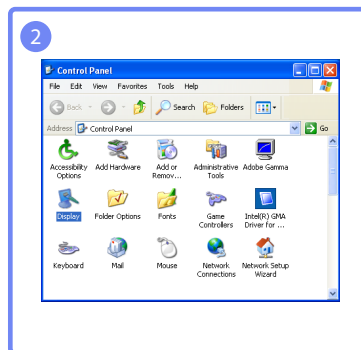 2
Control Panel
File Edit View Favorites Tools Help
Back Search Folders
Address Control Panel Go
Accessibility Options Add Hardware Add or Remov... Administrative Tools Adobe Gamma
Display Folder Options Fonts Game Controllers Intel(R) GMA Driver for ...
Keyboard Mail Mouse Network Connections Network Setup Wizard